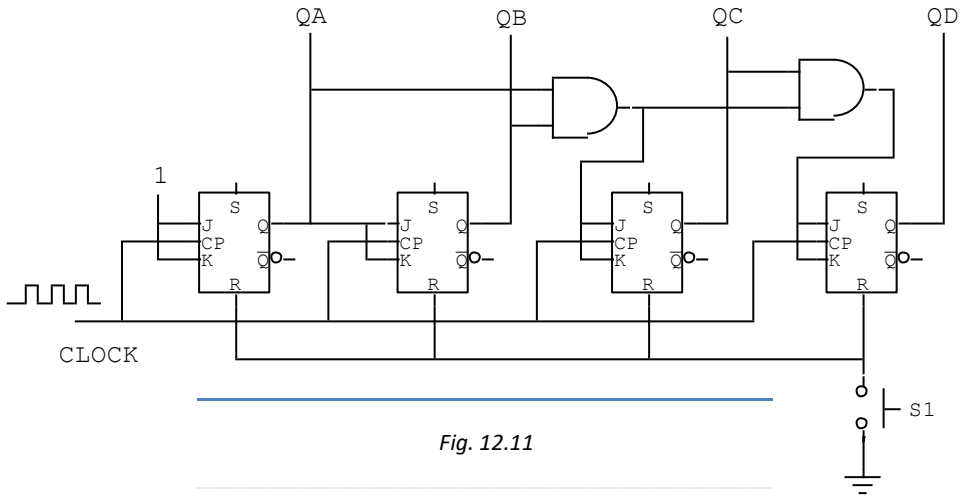 QA QB QC QD
1
S S S S
J Q J Q J Q J Q
CP CP CP CP
K Q̅ K Q̅ K Q̅ K Q̅
R R R R
CLOCK
S1
Fig. 12.11